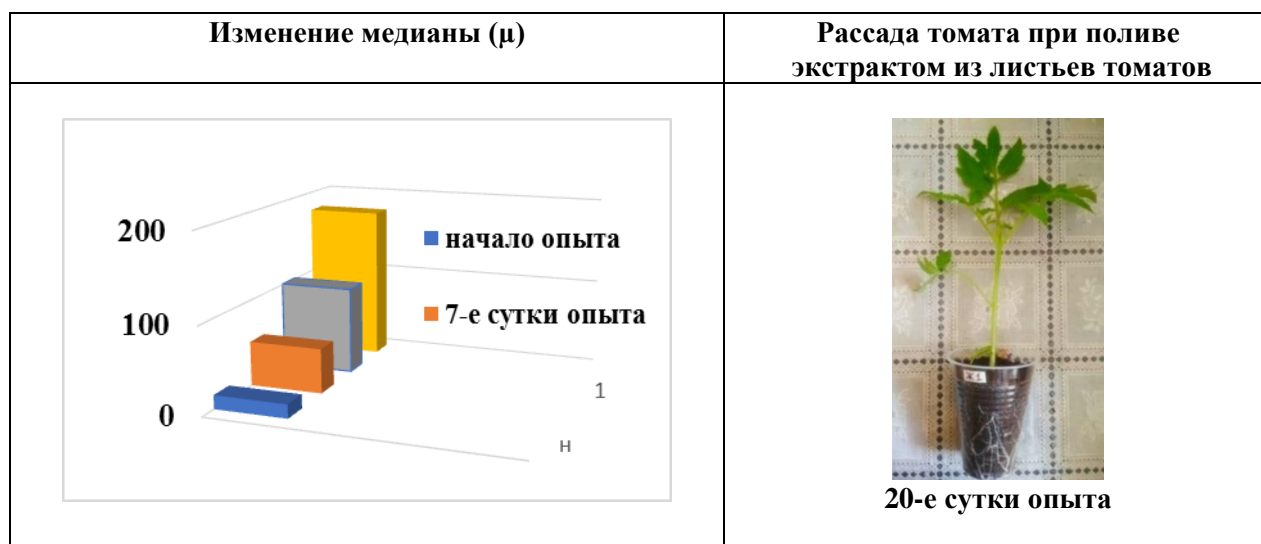 Изменение медианы (μ)
Рассада томата при поливе
экстрактом из листьев томатов
200
100
0
начало опыта
7-е сутки опыта
1
н
20-е сутки опыта